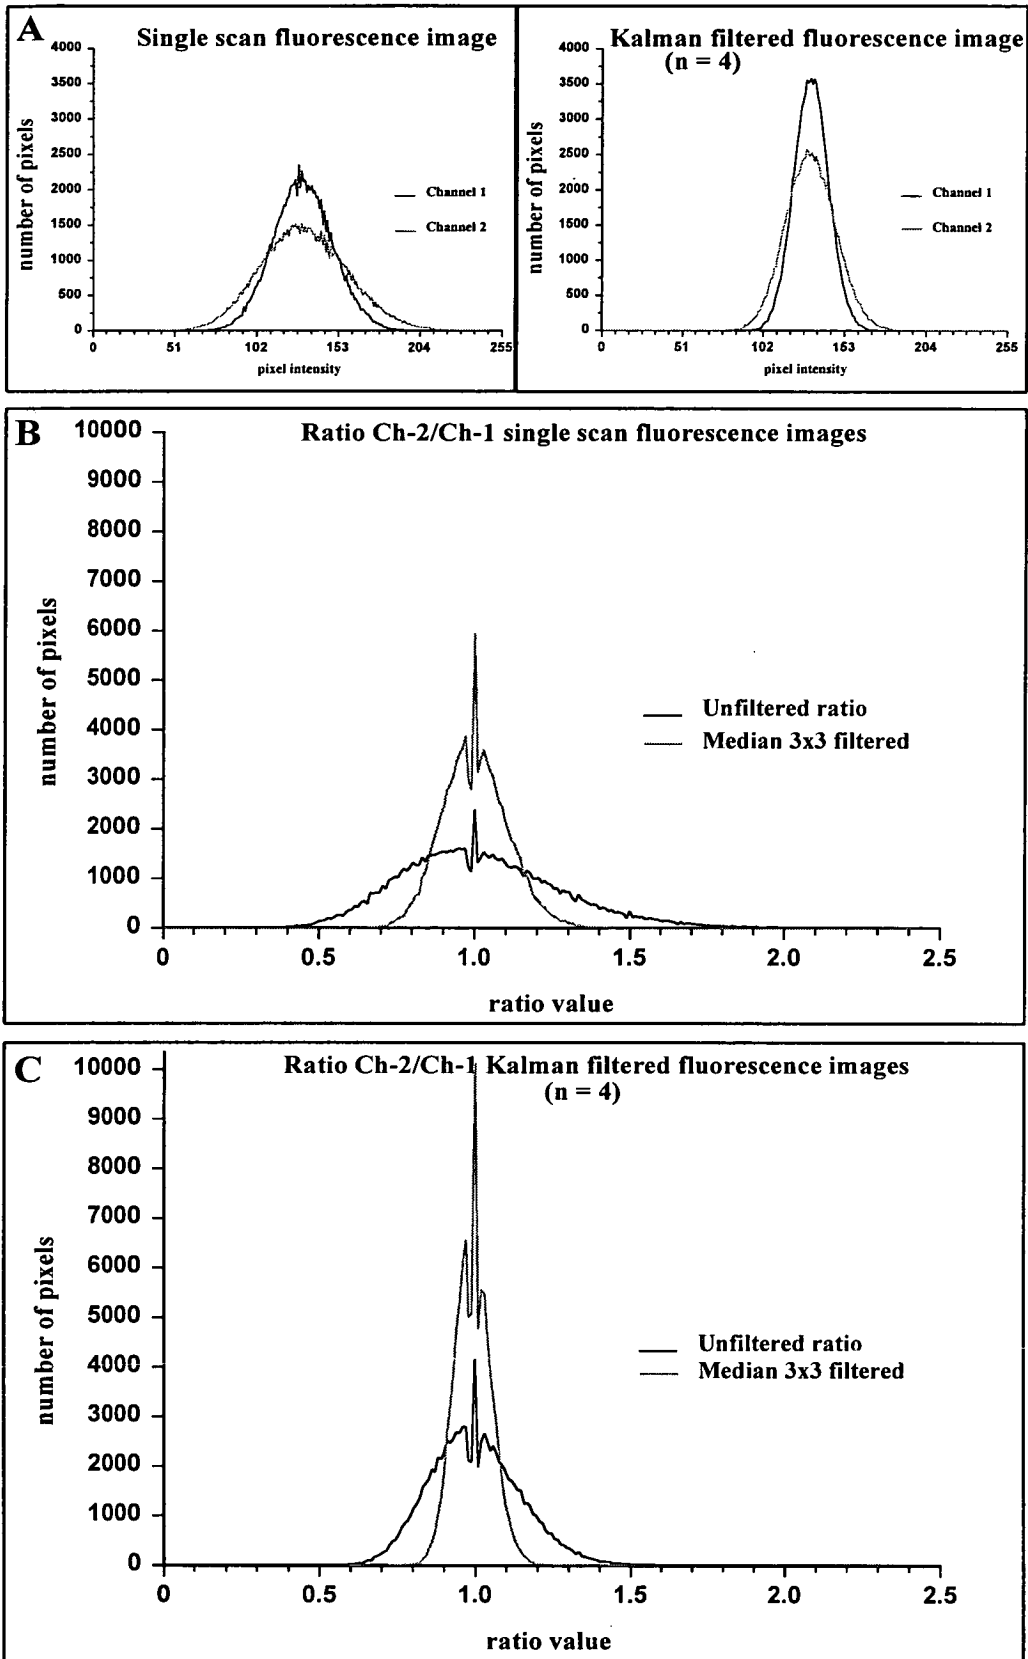 A
Single scan fluorescence image
4000
3500
3000
2500
2000
1500
1000
500
0
number of pixels
Channel 1
Channel 2
0 51 102 153 204 255
pixel intensity
Kalman filtered fluorescence image
(n = 4)
4000
3500
3000
2500
2000
1500
1000
500
0
number of pixels
Channel 1
Channel 2
0 51 102 163 204 255
pixel intensity
B
Ratio Ch-2/Ch-1 single scan fluorescence images
10000
9000
8000
7000
6000
5000
4000
3000
2000
1000
0
number of pixels
Unfiltered ratio
Median 3x3 filtered
0 0.5 1.0 1.5 2.0 2.5
ratio value
C
Ratio Ch-2/Ch-1 Kalman filtered fluorescence images
(n = 4)
10000
9000
8000
7000
6000
5000
4000
3000
2000
1000
0
number of pixels
Unfiltered ratio
Median 3x3 filtered
0 0.5 1.0 1.5 2.0 2.5
ratio value